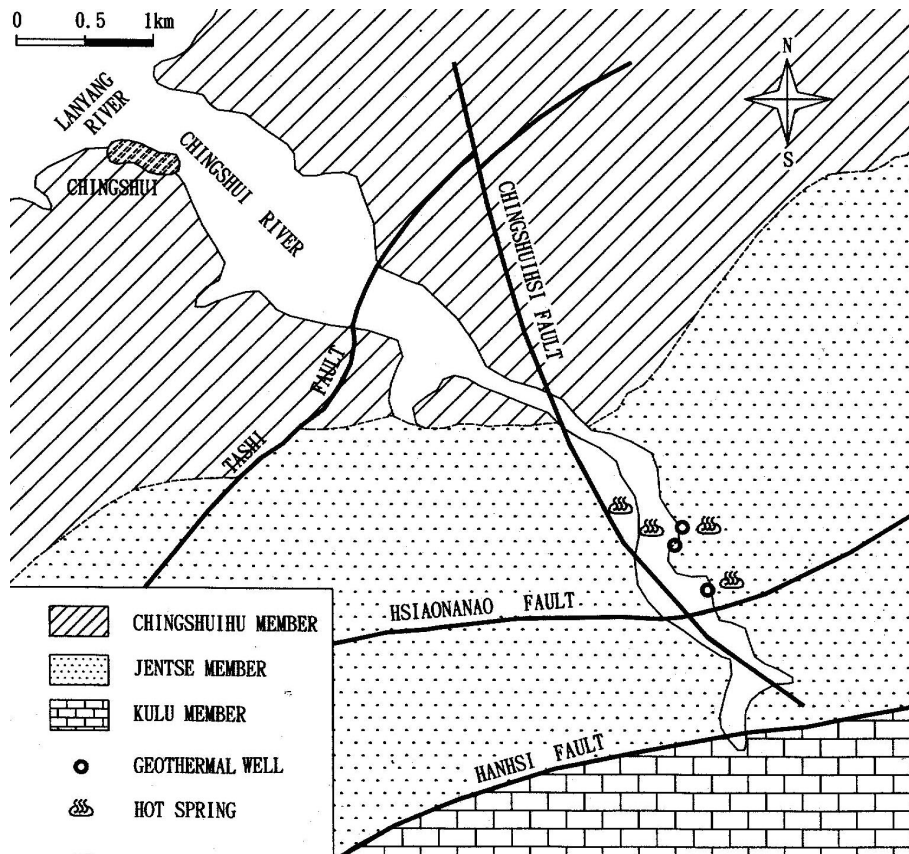 0 0.5 1km
N
S
LANYANG
RIVER
CHINGSHUI
CHINGSHUI RIVER
CHINGSHUIHSI FAULT
TASHI FAULT
HSIAONANAO FAULT
HANHSI FAULT
CHINGSHUIHU MEMBER
JENTSE MEMBER
KULU MEMBER
GEOTHERMAL WELL
HOT SPRING